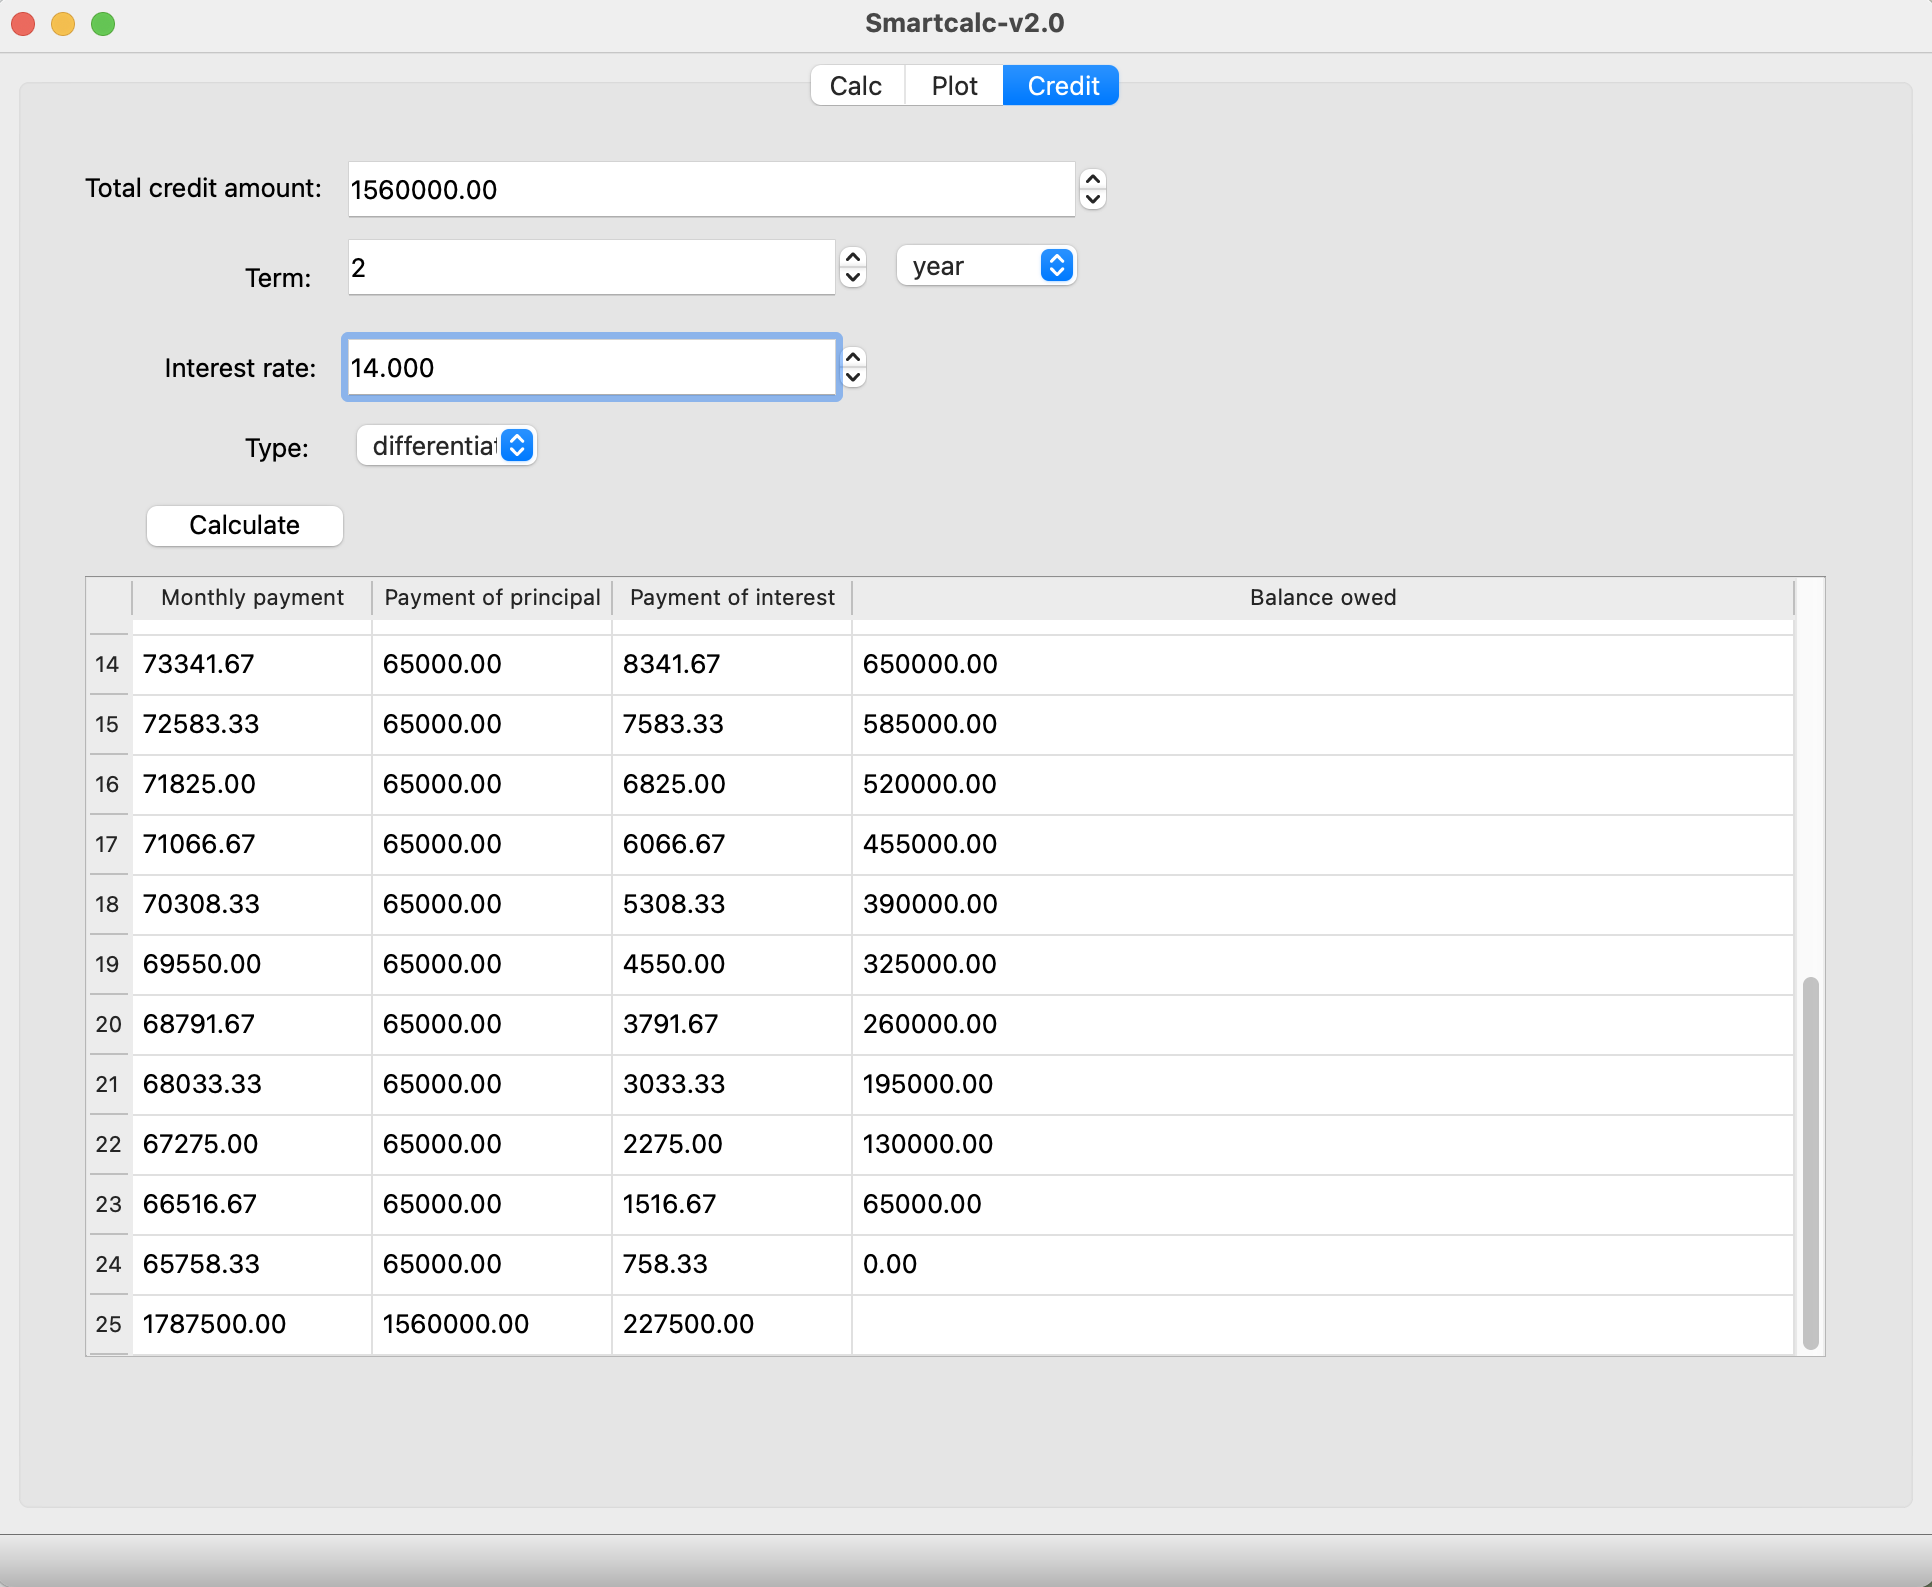 Smartcalc-v2.0
Calc Plot Credit
Total credit amount: 1560000.00
Term: 2 year
Interest rate: 14.000
Type: differentiat
Calculate
Monthly payment Payment of principal Payment of interest Balance owed
14 73341.67 65000.00 8341.67 650000.00
15 72583.33 65000.00 7583.33 585000.00
16 71825.00 65000.00 6825.00 520000.00
17 71066.67 65000.00 6066.67 455000.00
18 70308.33 65000.00 5308.33 390000.00
19 69550.00 65000.00 4550.00 325000.00
20 68791.67 65000.00 3791.67 260000.00
21 68033.33 65000.00 3033.33 195000.00
22 67275.00 65000.00 2275.00 130000.00
23 66516.67 65000.00 1516.67 65000.00
24 65758.33 65000.00 758.33 0.00
25 1787500.00 1560000.00 227500.00